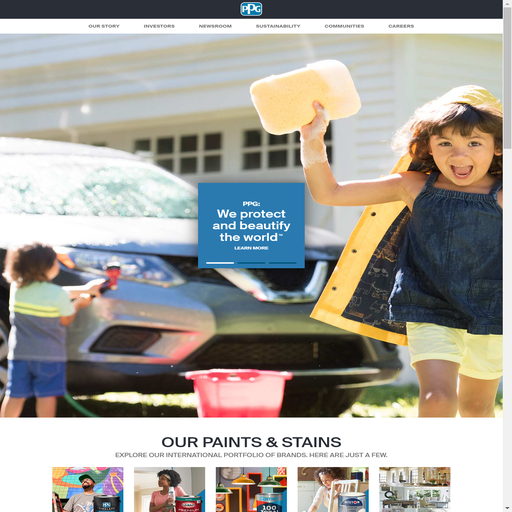 PPG
OUR STORY INVESTORS NEWSROOM SUSTAINABILITY COMMUNITIES CAREERS
PPG:
We protect
and beautify
the world™
LEARN MORE
OUR PAINTS & STAINS
EXPLORE OUR INTERNATIONAL PORTFOLIO OF BRANDS. HERE ARE JUST A FEW.
100